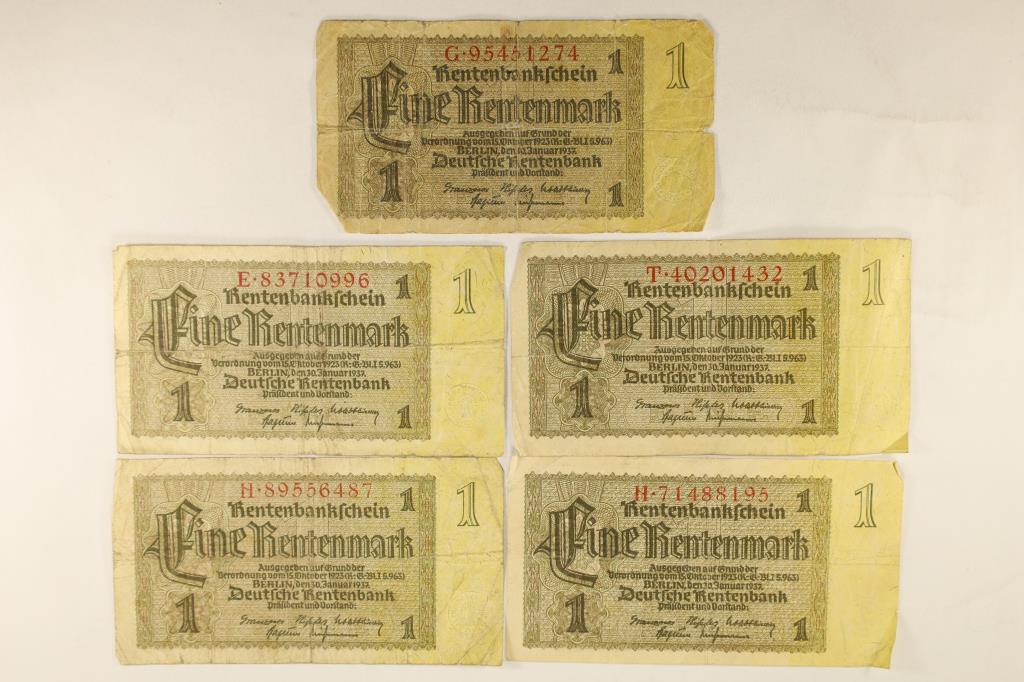 G·95451274
1
1
Rentenbankschein
Eine Rentenmark
Ausgegeben auf Grund der
Verordnung vom 15. Oktober 1923 (R.-G-Bl. I S. 963)
BERLIN, den 30. Januar 1937.
Deutsche Rentenbank
Präsident und Vorstand:
1
1
E·83710996
1
1
Rentenbankschein
Eine Rentenmark
Ausgegeben auf Grund der
Verordnung vom 15. Oktober 1923 (R.-G-Bl. I S. 963)
BERLIN, den 30. Januar 1937.
Deutsche Rentenbank
Präsident und Vorstand:
1
1
T·40201432
1
1
Rentenbankschein
Eine Rentenmark
Ausgegeben auf Grund der
Verordnung vom 15. Oktober 1923 (R.-G-Bl. I S. 963)
BERLIN, den 30. Januar 1937.
Deutsche Rentenbank
Präsident und Vorstand:
1
1
H·89556487
1
1
Rentenbankschein
Eine Rentenmark
Ausgegeben auf Grund der
Verordnung vom 15. Oktober 1923 (R.-G-Bl. I S. 963)
BERLIN, den 30. Januar 1937.
Deutsche Rentenbank
Präsident und Vorstand:
1
1
H·71488195
1
1
Rentenbankschein
Eine Rentenmark
Ausgegeben auf Grund der
Verordnung vom 15. Oktober 1923 (R.-G-Bl. I S. 963)
BERLIN, den 30. Januar 1937.
Deutsche Rentenbank
Präsident und Vorstand:
1
1